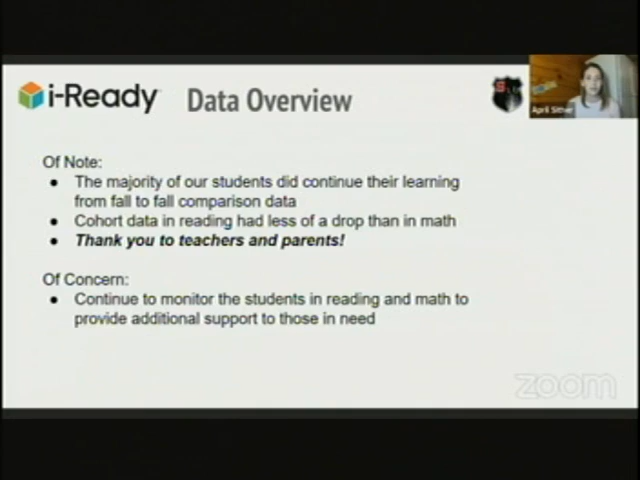 i-Ready
Data Overview
April
Of Note:
● The majority of our students did continue their learning
from fall to fall comparison data
● Cohort data in reading had less of a drop than in math
● Thank you to teachers and parents!
Of Concern:
● Continue to monitor the students in reading and math to
provide additional support to those in need
zoom